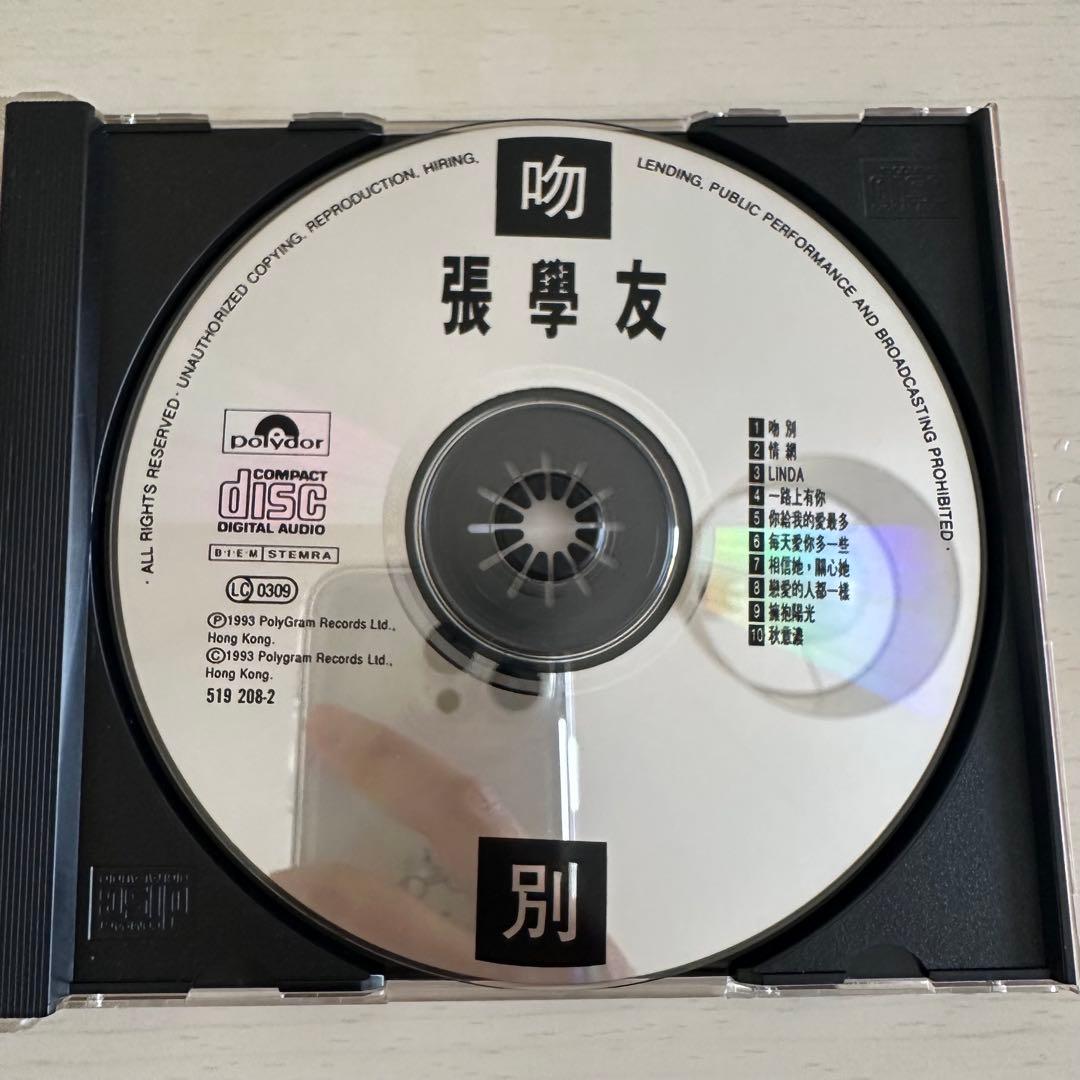 吻
張學友
ALL RIGHTS RESERVED · UNAUTHORIZED COPYING, REPRODUCTION, HIRING, LENDING, PUBLIC PERFORMANCE AND BROADCASTING PROHIBITED.
polydor
COMPACT
disc
DIGITAL AUDIO
B·I·E·M STEMRA
LC 0309
Ⓟ1993 PolyGram Records Ltd.,
Hong Kong.
Ⓒ1993 Polygram Records Ltd.,
Hong Kong.
519 208-2
1 吻別
2 情網
3 LINDA
4 一路上有你
5 你給我的愛最多
6 每天愛你多一些
7 相信她，關心她
8 戀愛的人都一樣
9 擁抱陽光
10 秋意濃
別